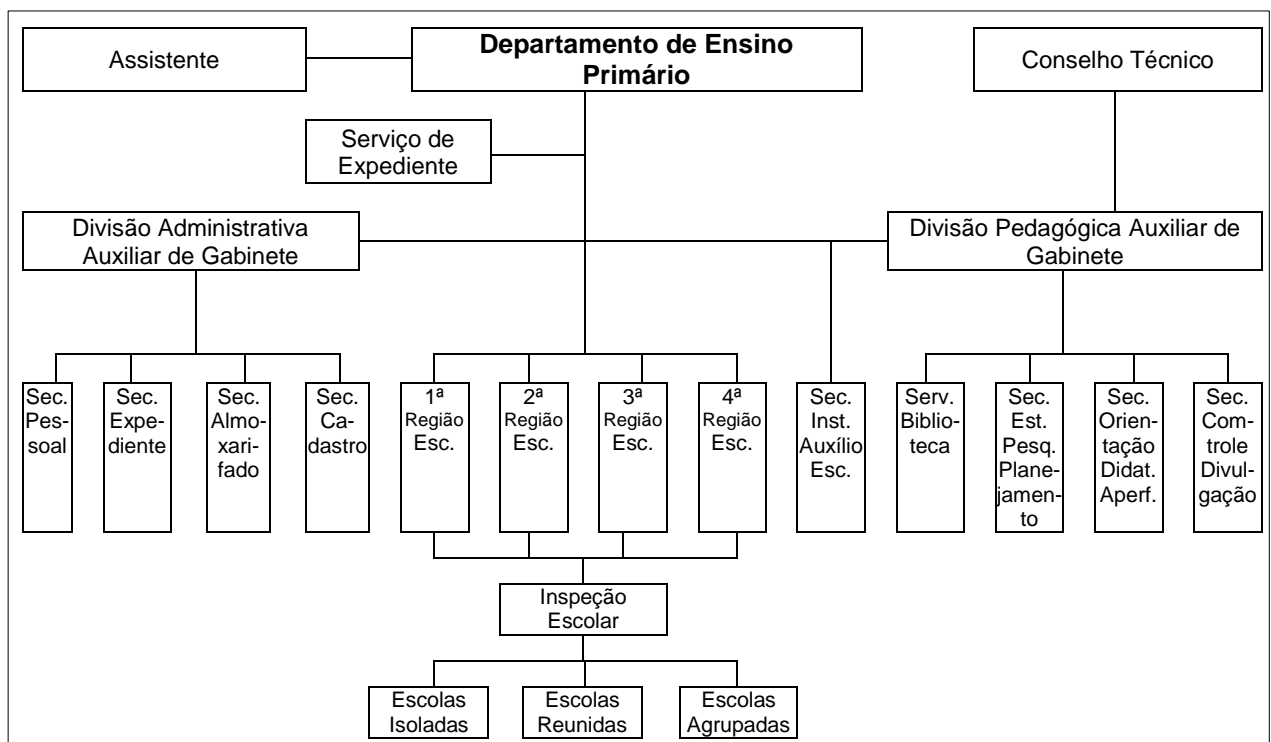 Assistente
Departamento de Ensino
Primário
Conselho Técnico
Serviço de
Expediente
Divisão Administrativa
Auxiliar de Gabinete
Divisão Pedagógica Auxiliar de
Gabinete
Sec.
Pes-
soal
Sec.
Expe-
diente
Sec.
Almo-
xari-
fado
Sec.
Ca-
dastro
1ª
Região
Esc.
2ª
Região
Esc.
3ª
Região
Esc.
4ª
Região
Esc.
Sec.
Inst.
Auxílio
Esc.
Serv.
Biblio-
teca
Sec.
Est.
Pesq.
Plane-
jamen-
to
Sec.
Orien-
tação
Didat.
Aperf.
Sec.
Com-
trole
Divul-
gação
Inspeção
Escolar
Escolas
Isoladas
Escolas
Reunidas
Escolas
Agrupadas